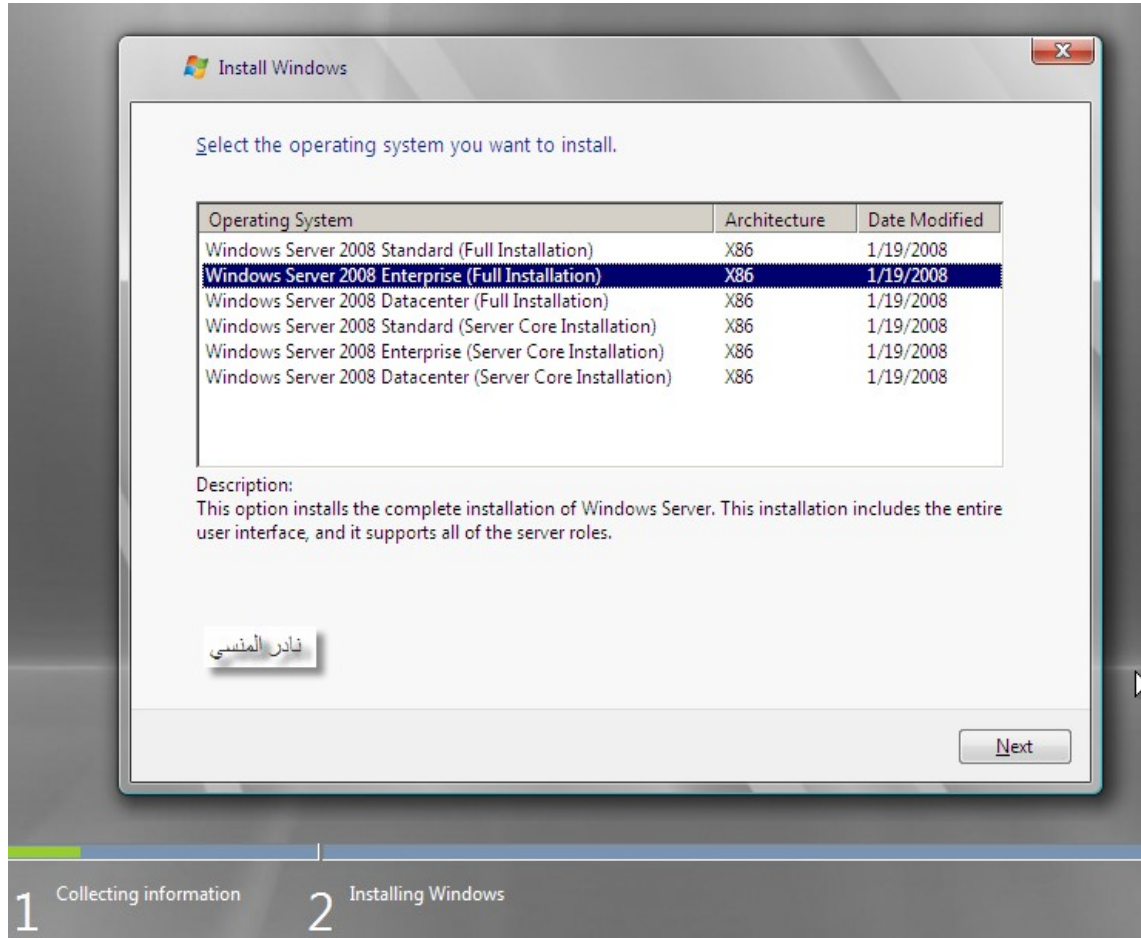 Install Windows
Select the operating system you want to install.
Operating System Architecture Date Modified
Windows Server 2008 Standard (Full Installation) X86 1/19/2008
Windows Server 2008 Enterprise (Full Installation) X86 1/19/2008
Windows Server 2008 Datacenter (Full Installation) X86 1/19/2008
Windows Server 2008 Standard (Server Core Installation) X86 1/19/2008
Windows Server 2008 Enterprise (Server Core Installation) X86 1/19/2008
Windows Server 2008 Datacenter (Server Core Installation) X86 1/19/2008
Description:
This option installs the complete installation of Windows Server. This installation includes the entire
user interface, and it supports all of the server roles.
نادر المنسي
Next
1 Collecting information 2 Installing Windows